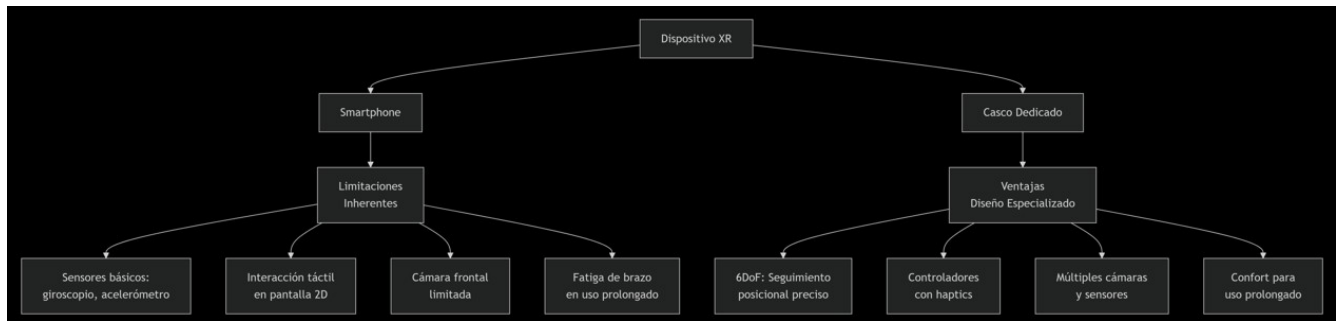 Dispositivo XR
Smartphone
Casco Dedicado
Limitaciones
Inherentes
Ventajas
Diseño Especializado
Sensores básicos:
giroscopio, acelerómetro
Interacción táctil
en pantalla 2D
Cámara frontal
limitada
Fatiga de brazo
en uso prolongado
6DoF: Seguimiento
posicional preciso
Controladores
con haptics
Múltiples cámaras
y sensores
Confort para
uso prolongado